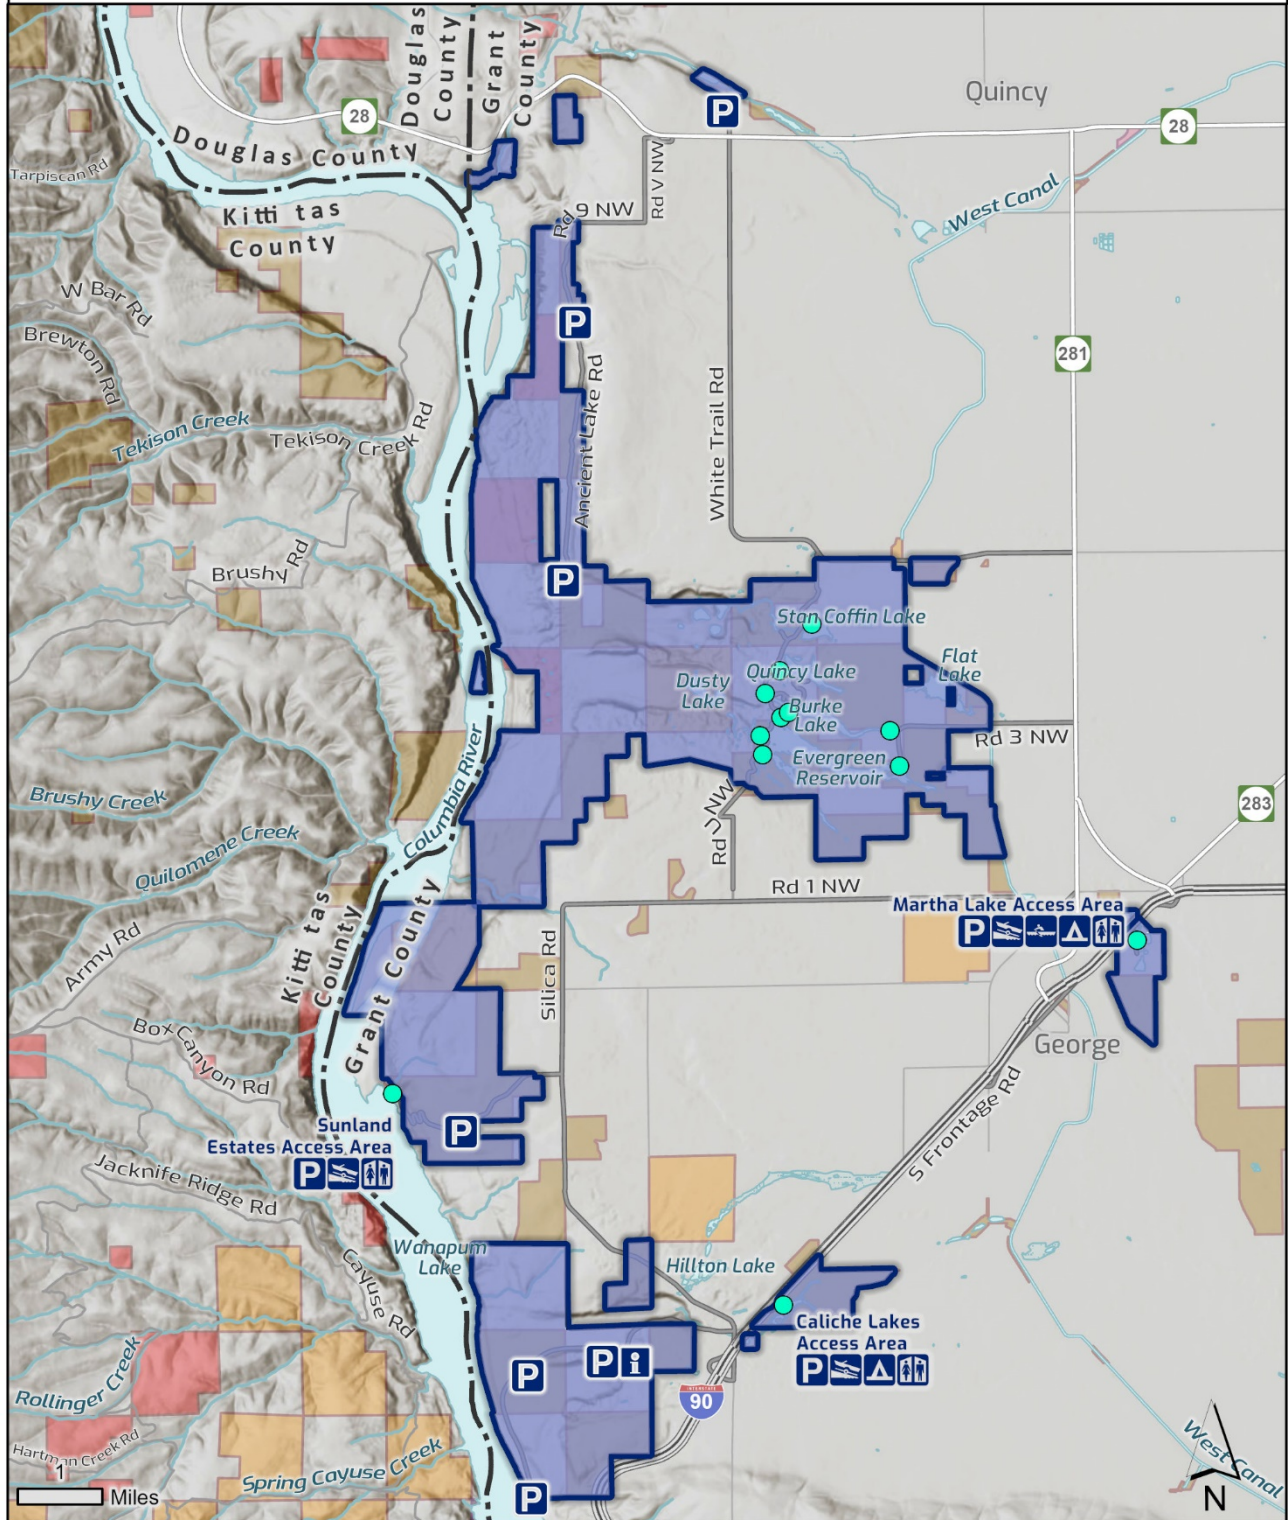 Douglas
County
Grant
County
Quincy
28
P
28
Douglas County
Tarpiscan Rd
Rd V NW
West Canal
Kitti tas
County
Rd 9 NW
W Bar Rd
P
Brewton Rd
281
Ancient Lake Rd
White Trail Rd
Tekison Creek
Tekison Creek Rd
Brushy Rd
P
Stan Coffin Lake
Quincy Lake
Flat
Lake
Dusty
Lake
Burke
Lake
Rd 3 NW
Evergreen
Reservoir
Columbia River
Brushy Creek
283
Rd J NW
Quilomene Creek
Rd 1 NW
Martha Lake Access Area
P
Kitti tas
County
Grant County
Army Rd
Silica Rd
Box Canyon Rd
George
Sunland
Estates Access Area
P
P
S Frontage Rd
Jacknife Ridge Rd
Wanapum
Lake
Hillton Lake
Cayuse Rd
Caliche Lakes
Access Area
P
P i
P
90
Rollinger Creek
Hartman Creek Rd
Spring Cayuse Creek
West Canal
1
Miles
P
N